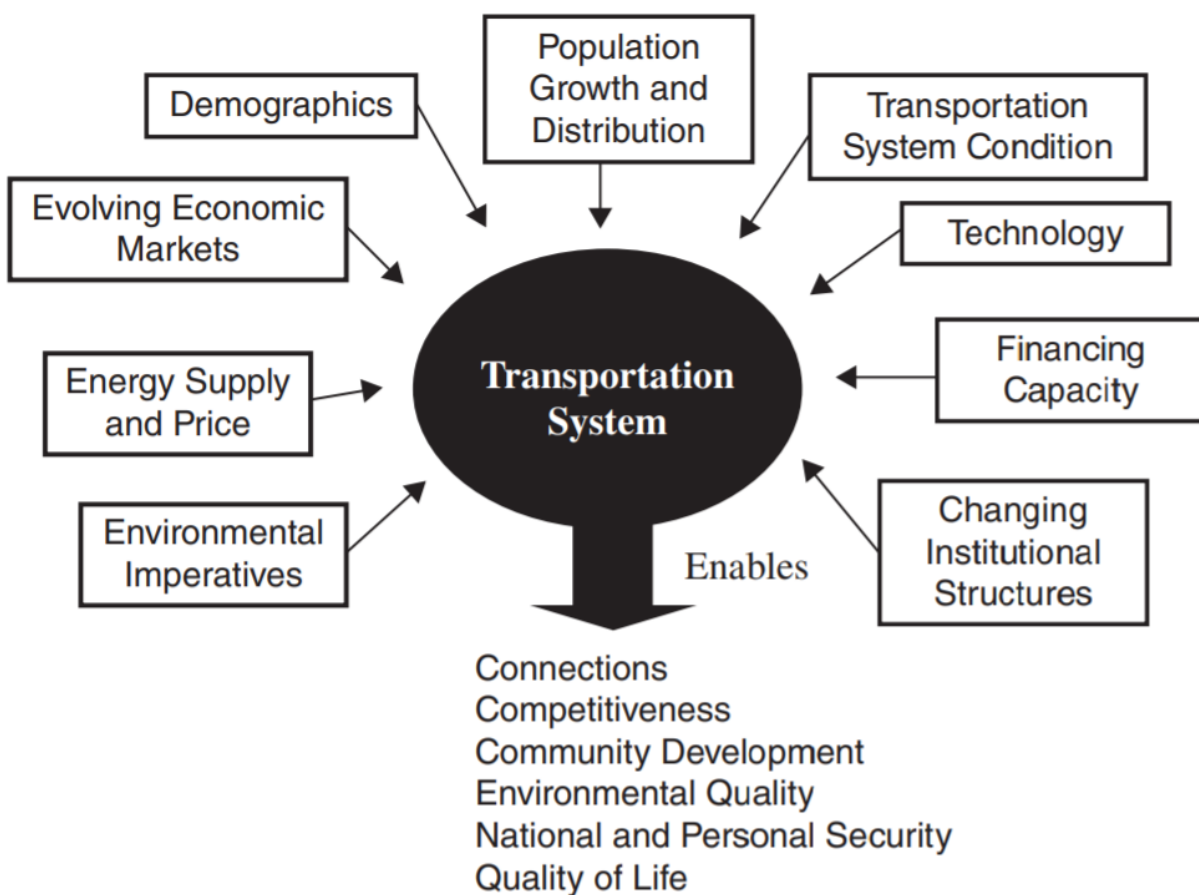 Population
Growth and
Distribution
Demographics
Transportation
System Condition
Evolving Economic
Markets
Technology
Transportation
System
Financing
Capacity
Energy Supply
and Price
Environmental
Imperatives
Changing
Institutional
Structures
Enables
Connections
Competitiveness
Community Development
Environmental Quality
National and Personal Security
Quality of Life